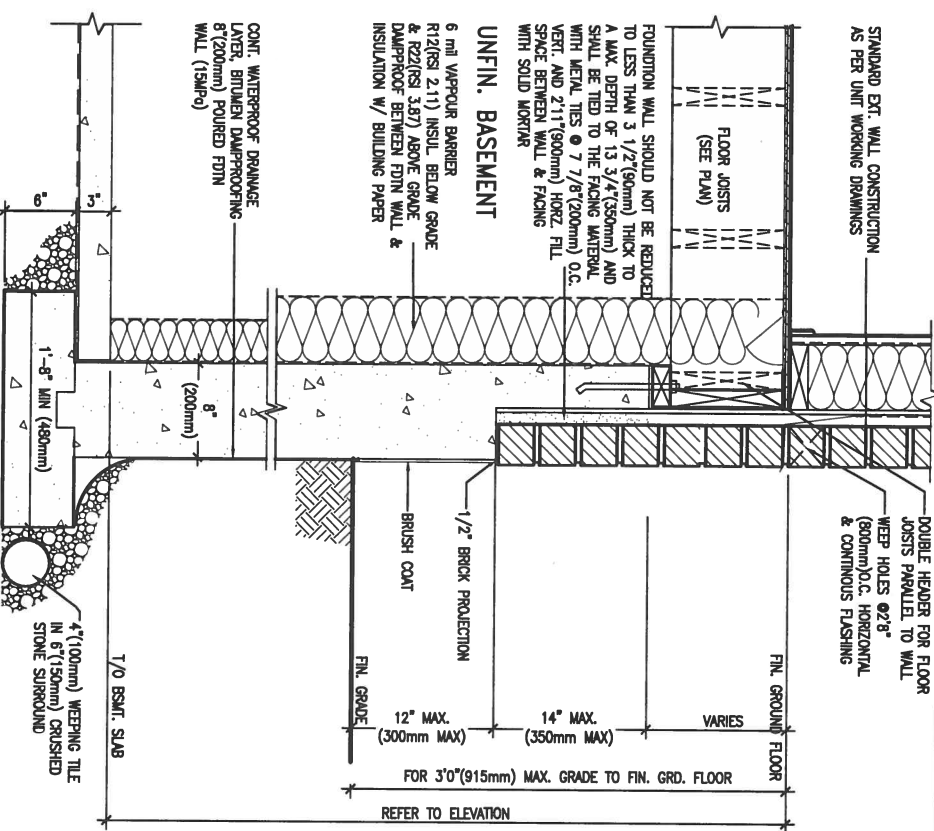 STANDARD EXT. WALL CONSTRUCTION
AS PER UNIT WORKING DRAWINGS
FLOOR JOISTS
(SEE PLAN)
FOUNDTION WALL SHOULD NOT BE REDUCED
TO LESS THAN 3 1/2"(90mm) THICK TO
A MAX. DEPTH OF 13 3/4"(350mm) AND
SHALL BE TIED TO THE FACING MATERIAL
WITH METAL TIES @ 7 7/8"(200mm) O.C.
VERT. AND 2'11"(900mm) HORZ. FILL
SPACE BETWEEN WALL & FACING
WITH SOLID MORTAR
UNFIN. BASEMENT
6 mil VAPPOUR BARRIER
R12(RSI 2.11) INSUL BELOW GRADE
& R22(RSI 3.87) ABOVE GRADE
DAMPPROOF BETWEEN FDTN WALL &
INSULATION W/ BUILDING PAPER
CONT. WATERPROOF DRAINAGE
LAYER, BITUMEN DAMPPROOFING
8"(200mm) POURED FDTN
WALL (15MPa)
3"
6"
8"
(200mm)
1'-8" MIN (480mm)
DOUBLE HEADER FOR FLOOR
JOISTS PARALLEL TO WALL
WEEP HOLES @2'8"
(800mm)O.C. HORIZONTAL
& CONTINOUS FLASHING
1/2" BRICK PROJECTION
BRUSH COAT
4"(100mm) WEEPING TILE
IN 6"(150mm) CRUSHED
STONE SURROUND
FIN. GROUND FLOOR
FIN. GRADE
T/O BSMT. SLAB
VARIES
14" MAX.
(350mm MAX)
12" MAX.
(300mm MAX)
FOR 3'0"(915mm) MAX. GRADE TO FIN. GRD. FLOOR
REFER TO ELEVATION